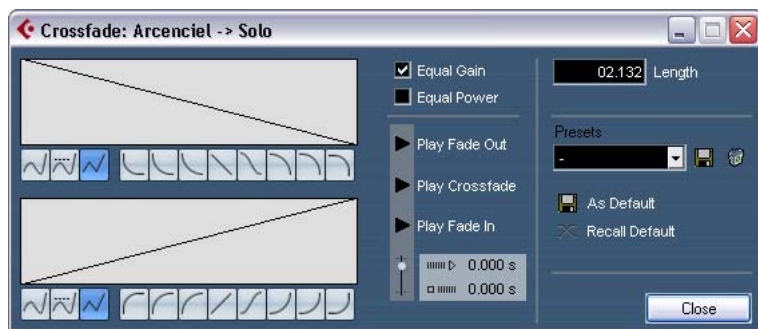 Crossfade: Arcenciel -> Solo
Equal Gain
Equal Power
Play Fade Out
Play Crossfade
Play Fade In
0.000 s
0.000 s
02.132 Length
Presets
-
As Default
Recall Default
Close